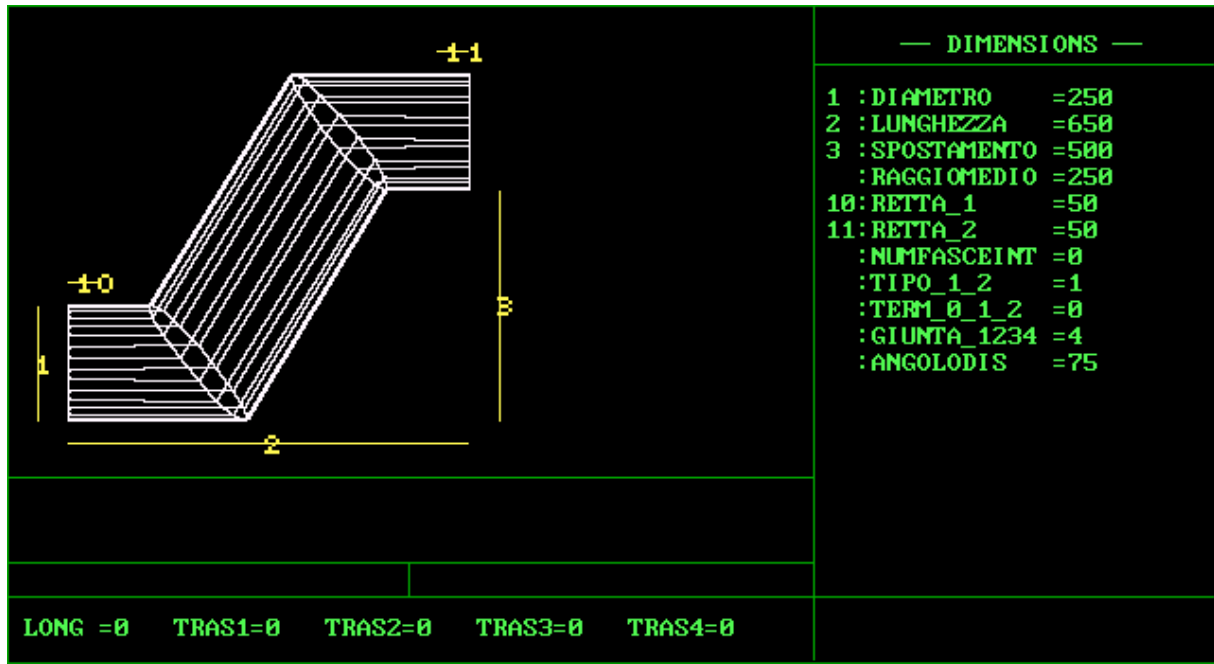 11
10
1
3
2
— DIMENSIONS —
1 :DIAMETRO =250
2 :LUNGHEZZA =650
3 :SPOSTAMENTO =500
:RAGGIOMEDIO =250
10:RETTA_1 =50
11:RETTA_2 =50
:NUMFASCEINT =0
:TIPO_1_2 =1
:TERM_0_1_2 =0
:GIUNTA_1234 =4
:ANGOLODIS =75
LONG =0 TRAS1=0 TRAS2=0 TRAS3=0 TRAS4=0